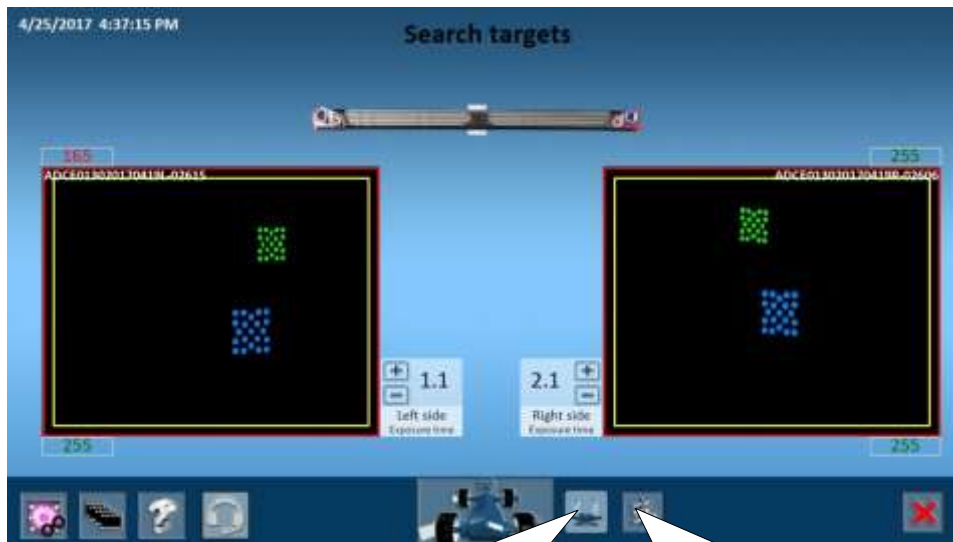 4/25/2017 4:37:15 PM
Search targets
165
255
1.1
Left side
Exposure time
2.1
Right side
Exposure time
255
255